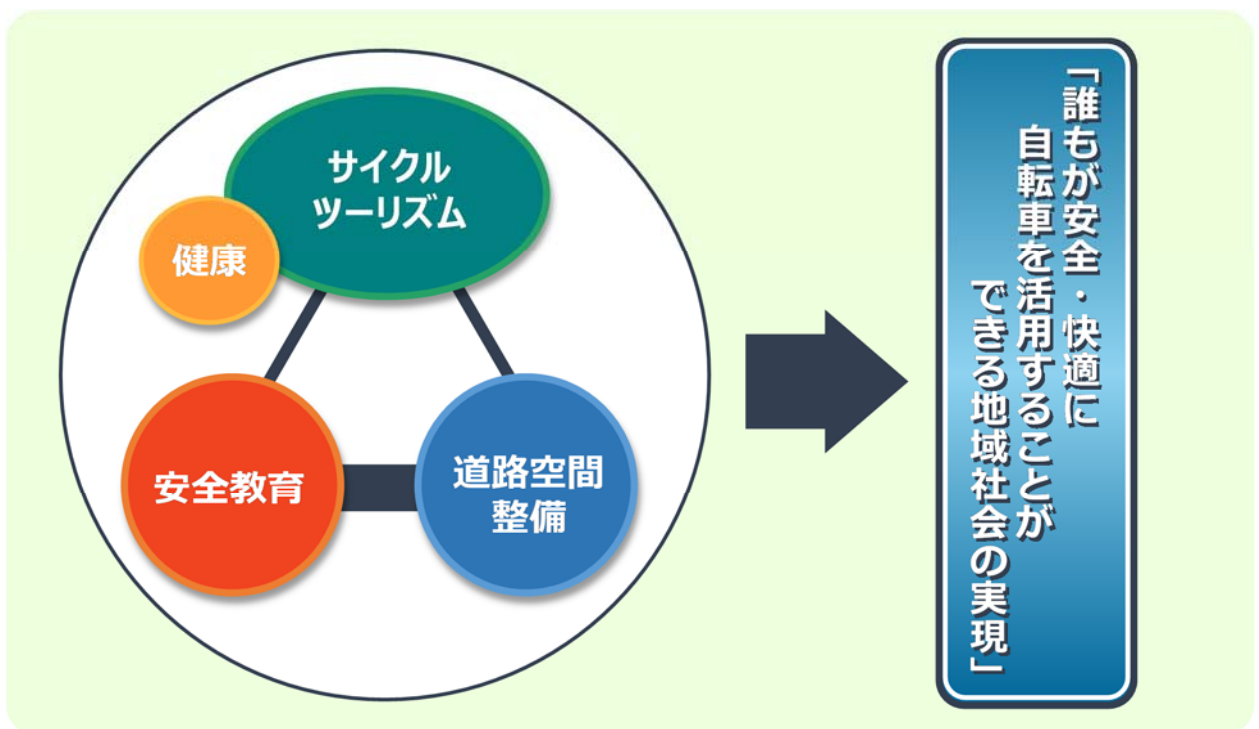 サイクル
ツーリズム
健康
安全教育
道路空間
整備
「誰もが安全・快適に
自転車を活用することが
できる地域社会の実現」